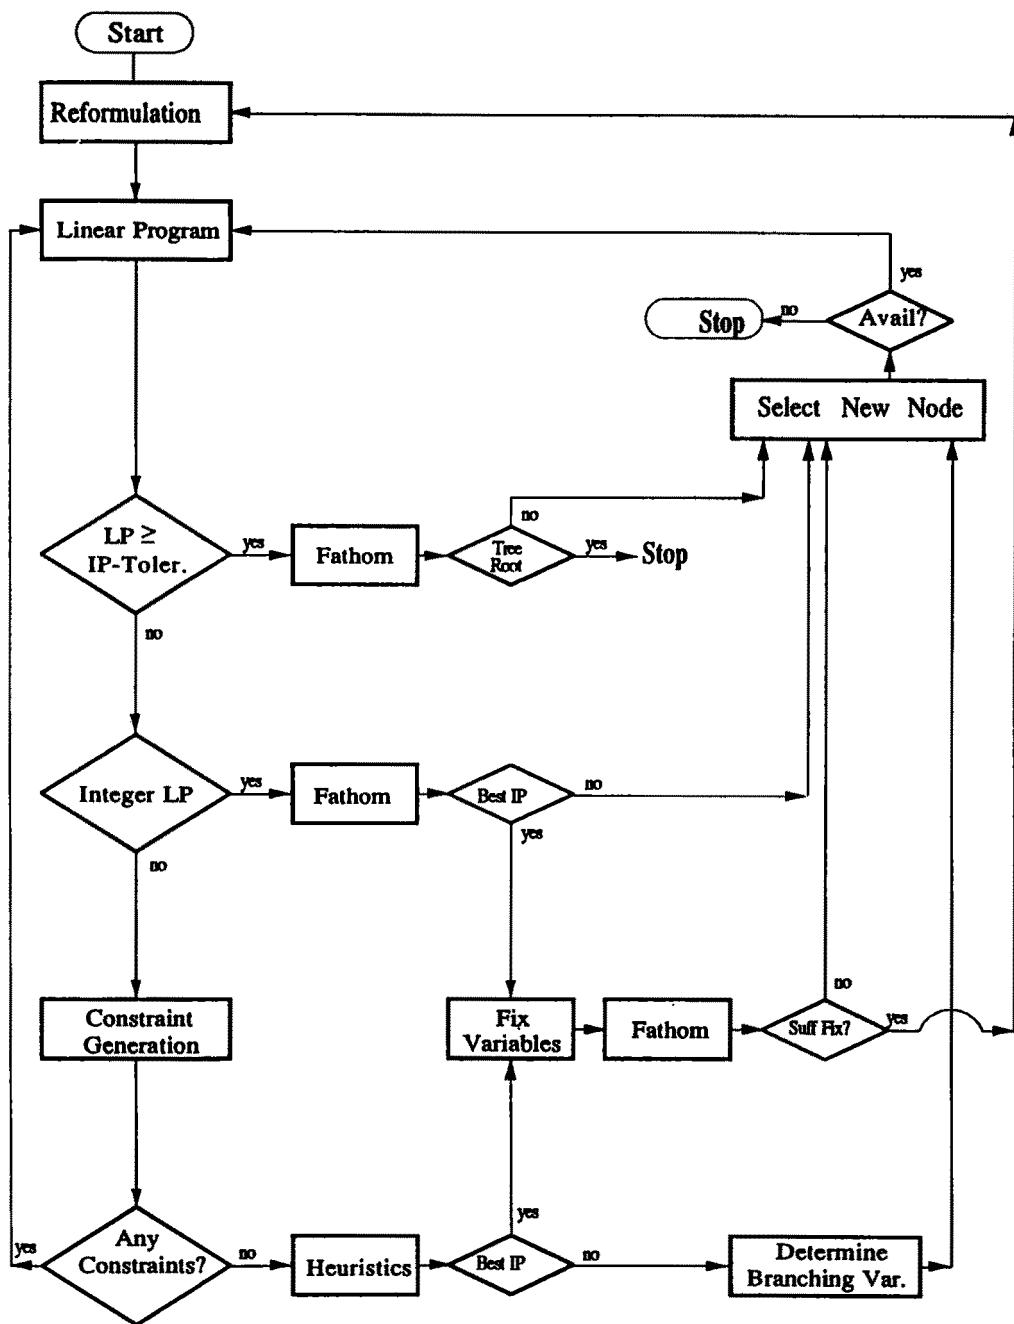 Start
Reformulation
Linear Program
yes
Avail?
no
Stop
Select New Node
LP ≥
IP-Toler.
yes
Fathom
no
Tree
Root
yes
Stop
no
Integer LP
yes
Fathom
Best IP
no
yes
no
Constraint
Generation
Fix
Variables
Fathom
no
Suff Fix?
yes
Any
Constraints?
yes
no
Heuristics
yes
Best IP
no
Determine
Branching Var.